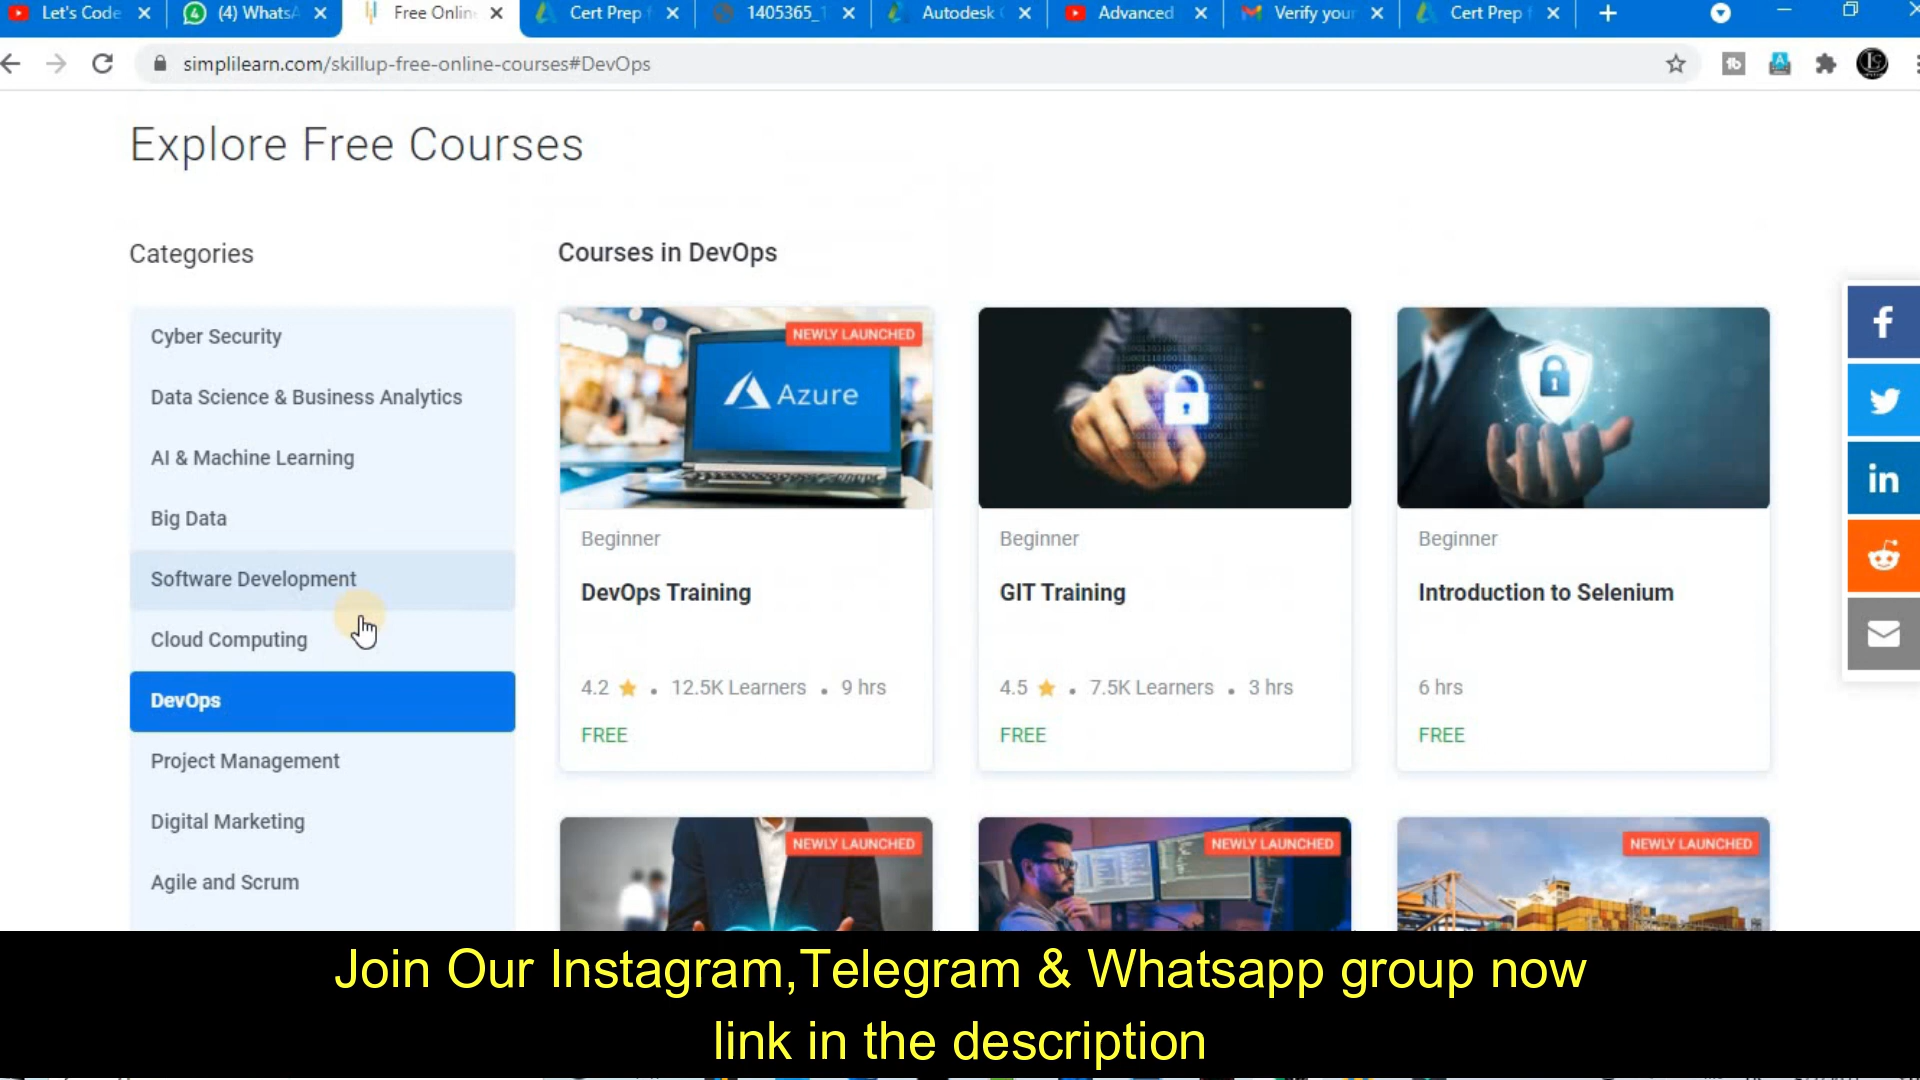 Let's Code
(4) WhatsA
Free Onlin
Cert Prep
1405365_1
Autodesk
Advanced
Verify your
Cert Prep
simplilearn.com/skillup-free-online-courses#DevOps
Explore Free Courses
Categories
Cyber Security
Data Science & Business Analytics
AI & Machine Learning
Big Data
Software Development
Cloud Computing
DevOps
Project Management
Digital Marketing
Agile and Scrum
Courses in DevOps
NEWLY LAUNCHED
Azure
Beginner
DevOps Training
4.2 12.5K Learners 9 hrs
FREE
Beginner
GIT Training
4.5 7.5K Learners 3 hrs
FREE
Beginner
Introduction to Selenium
6 hrs
FREE
NEWLY LAUNCHED
NEWLY LAUNCHED
NEWLY LAUNCHED
Join Our Instagram,Telegram & Whatsapp group now
link in the description